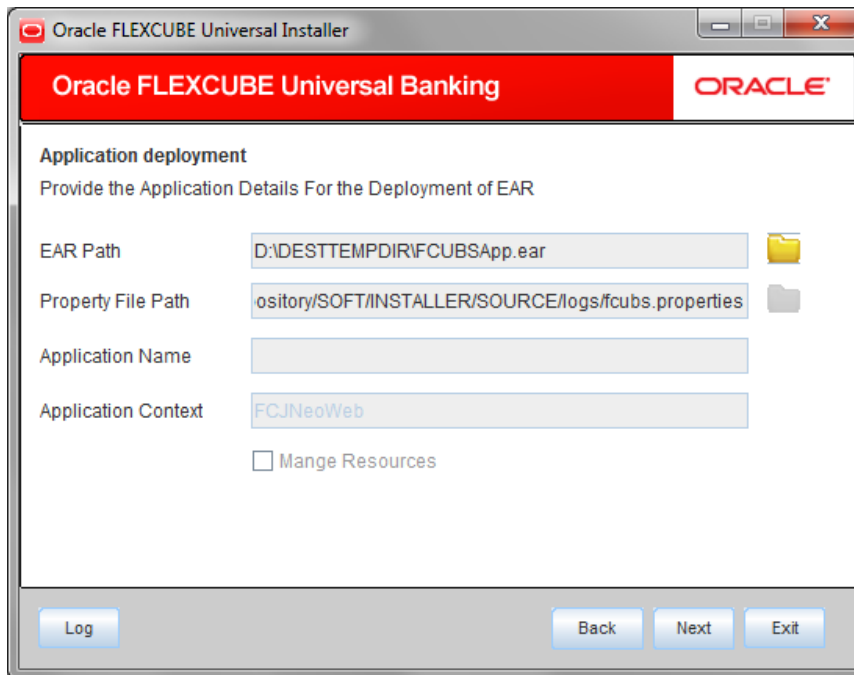 Oracle FLEXCUBE Universal Installer
Oracle FLEXCUBE Universal Banking
ORACLE
Application deployment
Provide the Application Details For the Deployment of EAR
EAR Path D:\DESTTEMPDIR\FCUBSApp.ear
Property File Path ository/SOFT/INSTALLER/SOURCE/logs/fcubs.properties
Application Name
Application Context FCJNeoWeb
Mange Resources
Log Back Next Exit